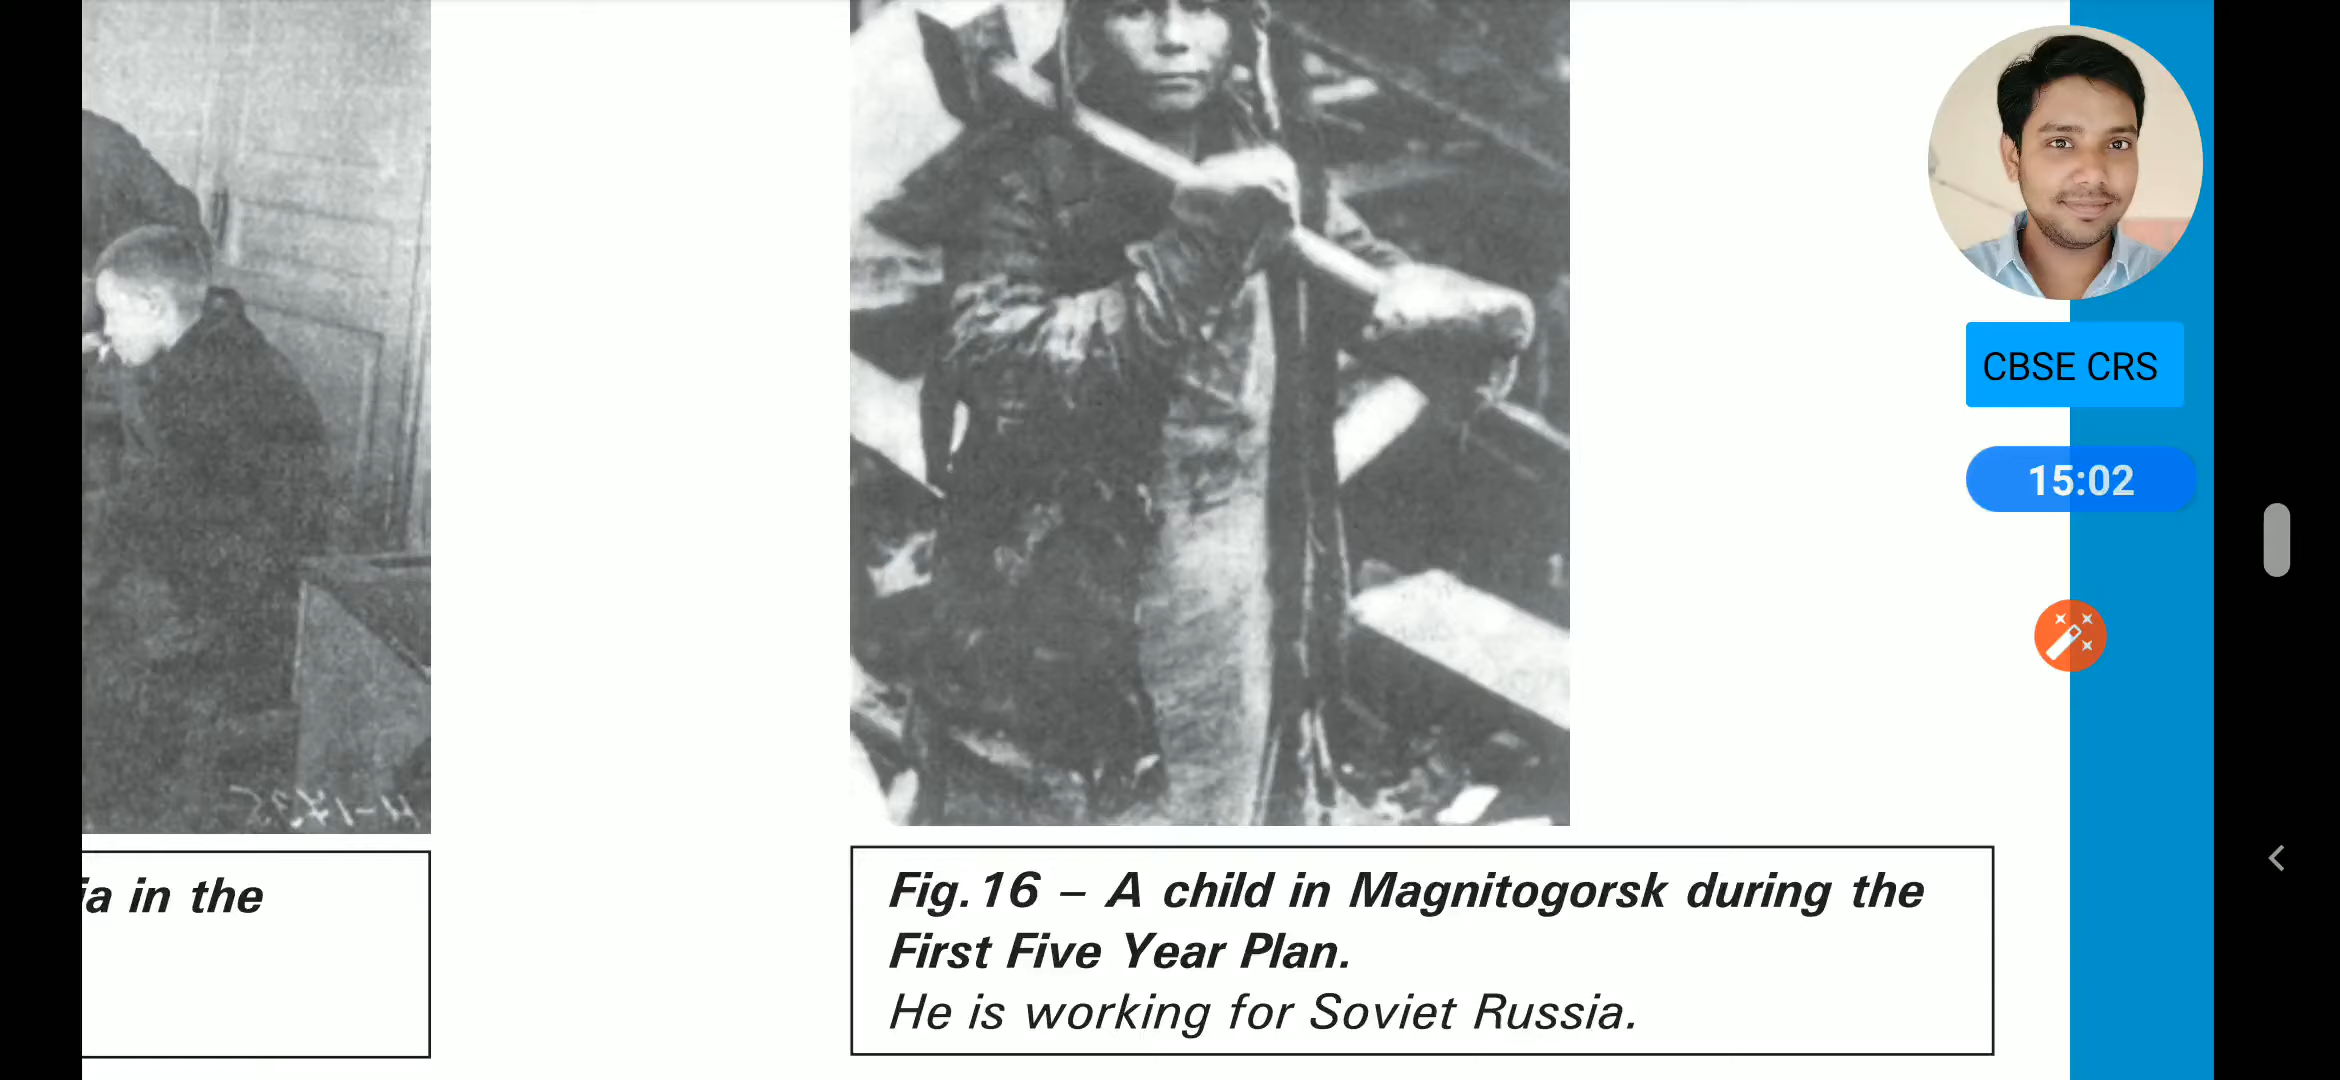 CBSE CRS
15:02
ia in the
Fig.16 – A child in Magnitogorsk during the
First Five Year Plan.
He is working for Soviet Russia.